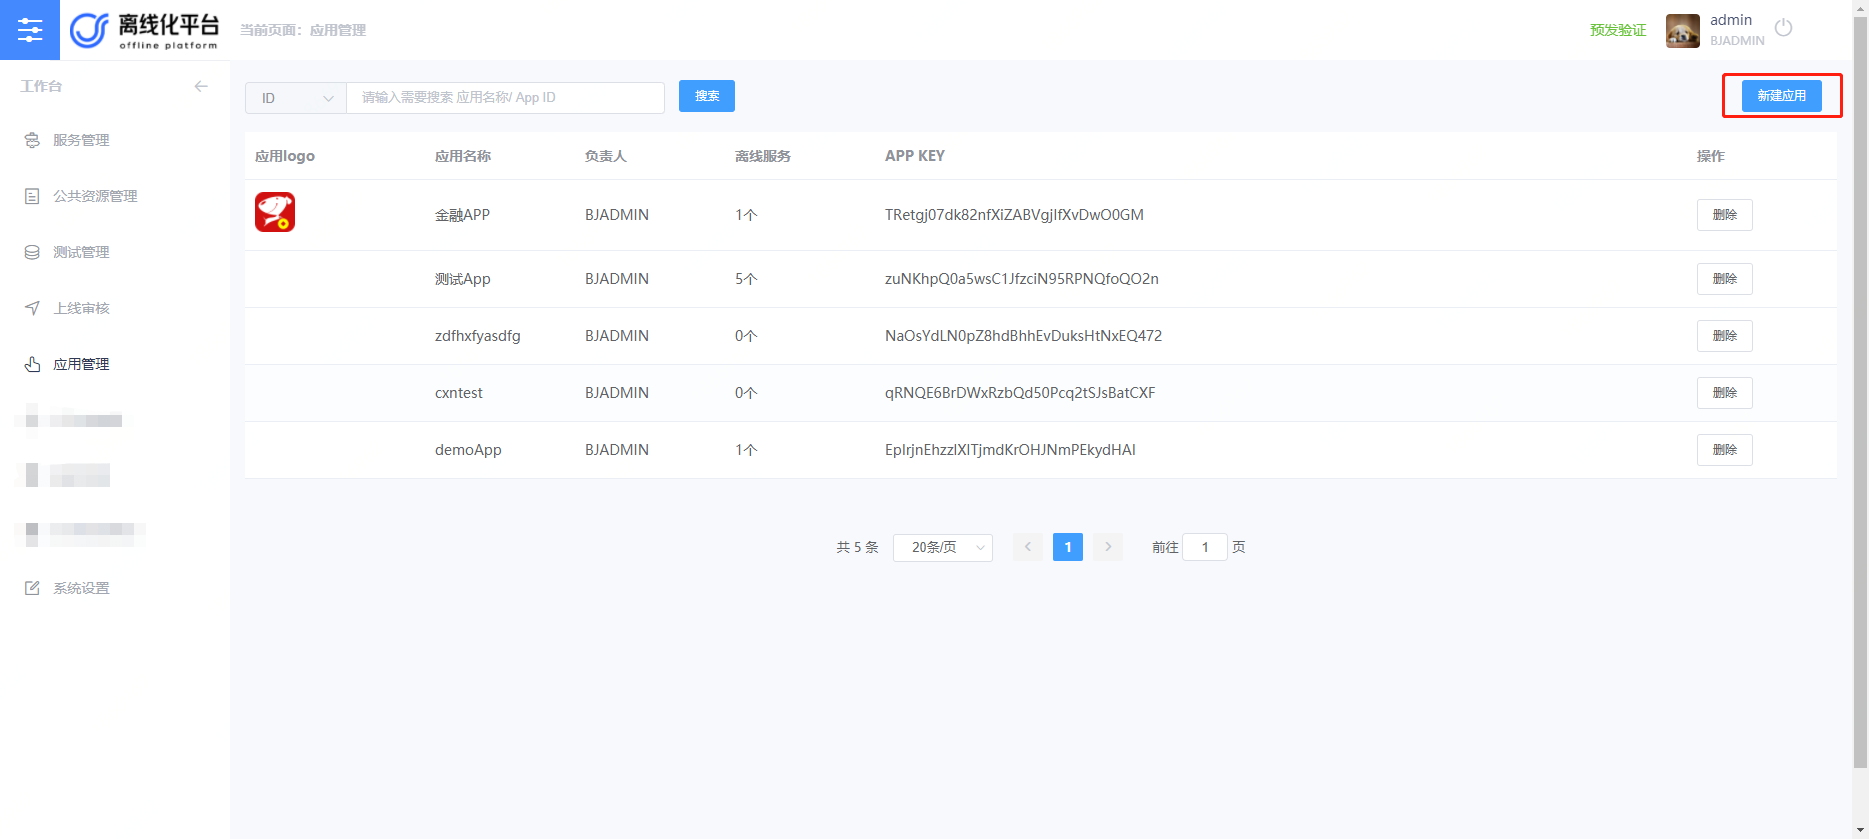 离线化平台
offline platform
当前页面：应用管理
预发验证
admin
BJADMIN
工作台
服务管理
公共资源管理
测试管理
上线审核
应用管理
系统设置
ID
请输入需要搜索 应用名称/ App ID
搜索
新建应用
应用logo 应用名称 负责人 离线服务 APP KEY 操作
金融APP BJADMIN 1个 TRetgj07dk82nfXiZABVgjIfXvDwO0GM 删除
测试App BJADMIN 5个 zuNKhpQ0a5wsC1JfzciN95RPNQfoQO2n 删除
zdfhxfyasdfg BJADMIN 0个 NaOsYdLN0pZ8hdBhhEvDuksHtNxEQ472 删除
cxntest BJADMIN 0个 qRNQE6BrDWxRzbQd50Pcq2tSJsBatCXF 删除
demoApp BJADMIN 1个 EpIrjnEhzzIXITjmdKrOHJNmPEkydHAI 删除
共 5 条 20条/页 1 前往 1 页